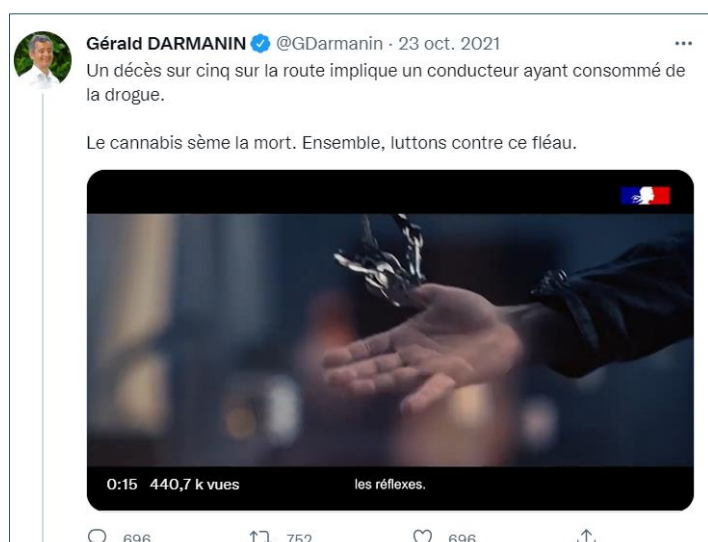 Gérald DARMANIN @GDarmanin · 23 oct. 2021
Un décès sur cinq sur la route implique un conducteur ayant consommé de
la drogue.
Le cannabis sème la mort. Ensemble, luttons contre ce fléau.
0:15 440,7 k vues les réflexes.
696 752 696